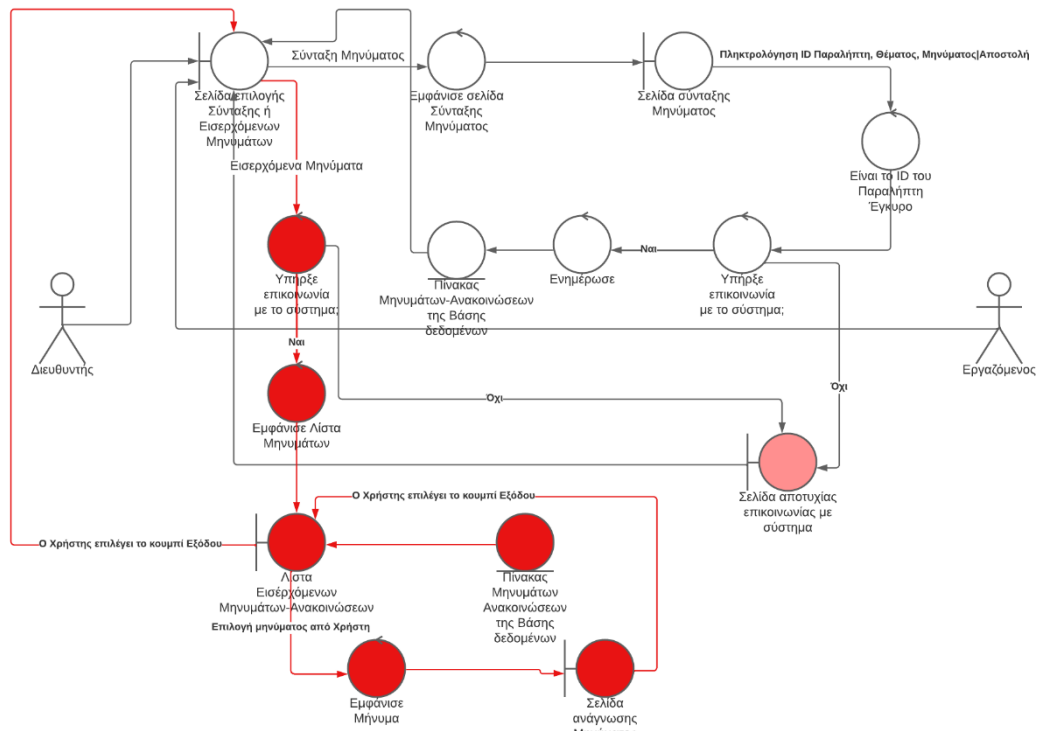 Σύνταξη Μηνύματος
Πληκτρολόγηση ID Παραλήπτη, Θέματος, Μηνύματος|Αποστολή
Σελίδα επιλογής
Σύνταξης ή
Εισερχόμενων
Μηνυμάτων
Εμφάνισε σελίδα
Σύνταξης
Μηνύματος
Σελίδα σύνταξης
Μηνύματος
Είναι το ID του
Παραλήπτη
Έγκυρο
Εισερχόμενα Μηνύματα
Υπήρξε
επικοινωνία
με το σύστημα;
Πίνακας
Μηνυμάτων-Ανακοινώσεων
της Βάσης
δεδομένων
Ενημέρωσε
Ναι
Υπήρξε
επικοινωνία
με το σύστημα;
Διευθυντής
Εργαζόμενος
Ναι
Όχι
Όχι
Εμφάνισε Λίστα
Μηνυμάτων
Σελίδα αποτυχίας
επικοινωνίας με
σύστημα
Ο Χρήστης επιλέγει το κουμπί Εξόδου
Ο Χρήστης επιλέγει το κουμπί Εξόδου
Λίστα
Εισέρχόμενων
Μηνυμάτων-Ανακοινώσεων
Πίνακας
Μηνυμάτων
Ανακοινώσεων
της Βάσης
δεδομένων
Επιλογή μηνύματος από Χρήστη
Εμφάνισε
Μήνυμα
Σελίδα
ανάγνωσης